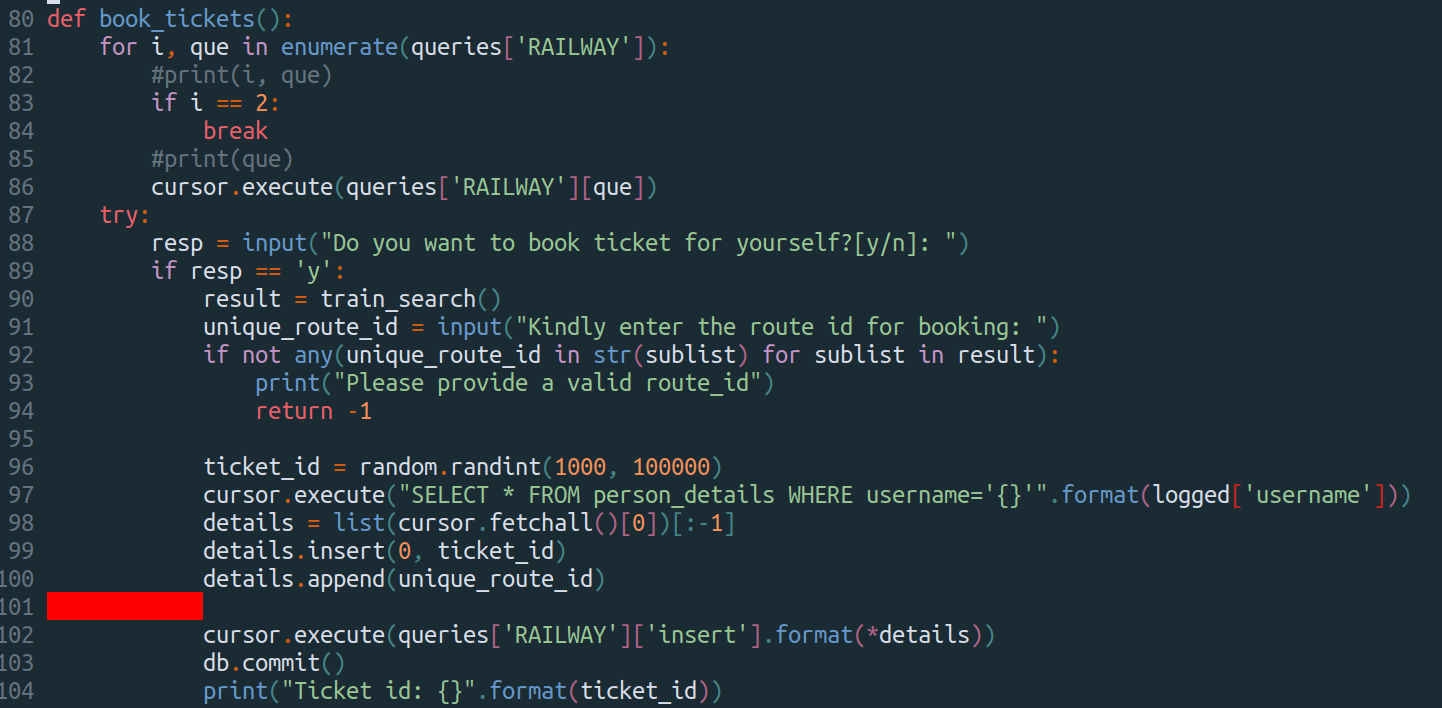 80 def book_tickets():
81     for i, que in enumerate(queries['RAILWAY']):
82         #print(i, que)
83         if i == 2:
84             break
85         #print(que)
86         cursor.execute(queries['RAILWAY'][que])
87     try:
88         resp = input("Do you want to book ticket for yourself?[y/n]: ")
89         if resp == 'y':
90             result = train_search()
91             unique_route_id = input("Kindly enter the route id for booking: ")
92             if not any(unique_route_id in str(sublist) for sublist in result):
93                 print("Please provide a valid route_id")
94                 return -1
95
96             ticket_id = random.randint(1000, 100000)
97             cursor.execute("SELECT * FROM person_details WHERE username='{}'".format(logged['username']))
98             details = list(cursor.fetchall()[0])[:-1]
99             details.insert(0, ticket_id)
100             details.append(unique_route_id)
101
102             cursor.execute(queries['RAILWAY']['insert'].format(*details))
103             db.commit()
104             print("Ticket id: {}".format(ticket_id))